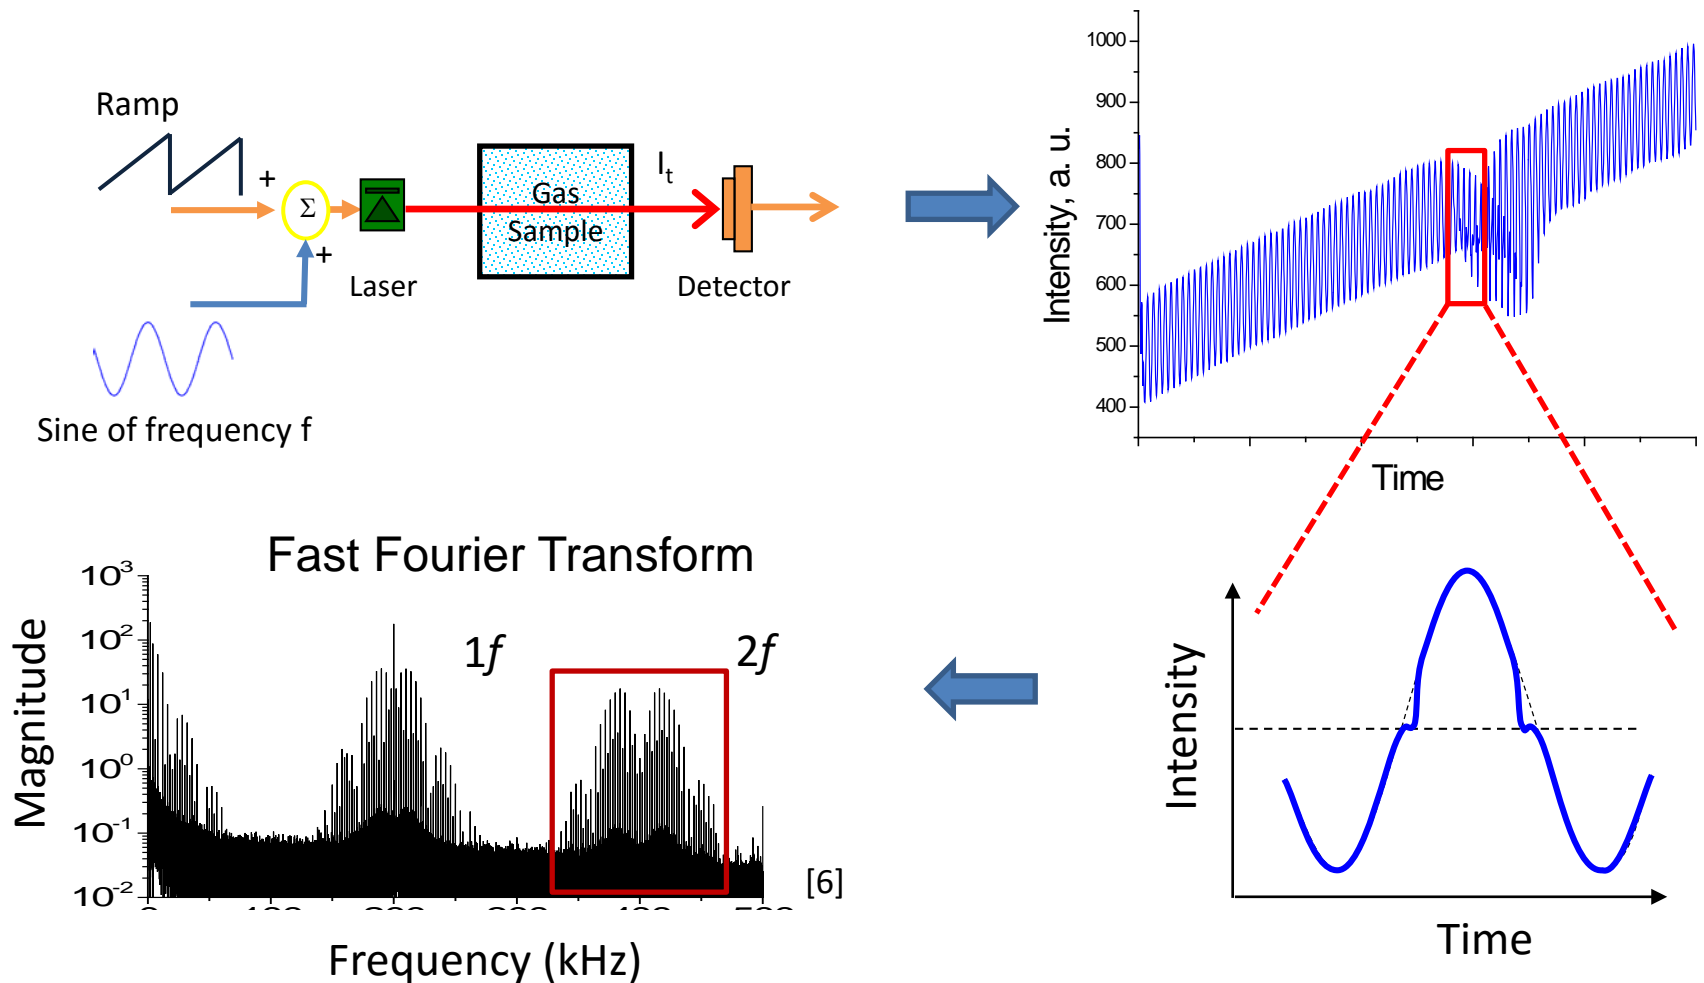 Ramp
+
Σ
+
Laser
Gas
Sample
I_t
Detector
Sine of frequency f
1000
900
800
700
600
500
400
Intensity, a. u.
Time
Fast Fourier Transform
10³
10²
10¹
10⁰
10⁻¹
10⁻²
Magnitude
1f
2f
[6]
Frequency (kHz)
Intensity
Time